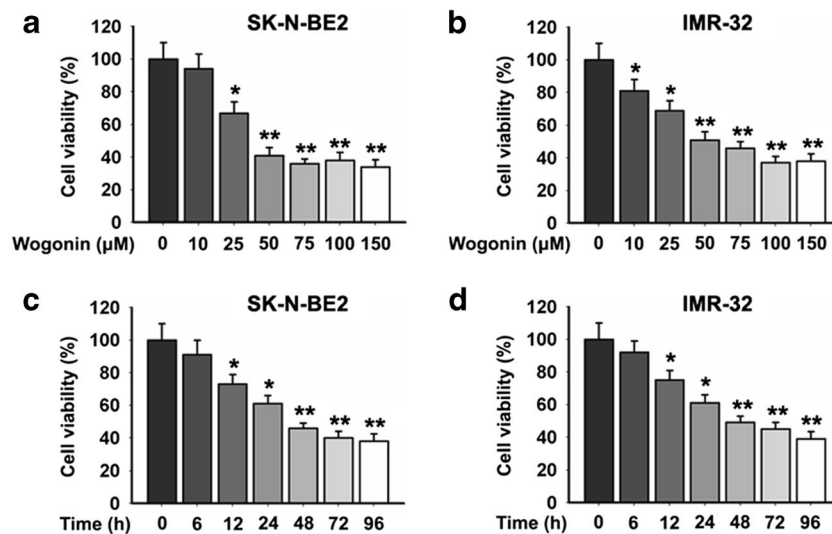 a
SK-N-BE2
Cell viability (%)
120
100
80
60
40
20
0
* ** ** ** **
Wogonin (µM) 0 10 25 50 75 100 150
b
IMR-32
Cell viability (%)
120
100
80
60
40
20
0
* * ** ** ** **
Wogonin (µM) 0 10 25 50 75 100 150
c
SK-N-BE2
Cell viability (%)
120
100
80
60
40
20
0
* * ** ** **
Time (h) 0 6 12 24 48 72 96
d
IMR-32
Cell viability (%)
120
100
80
60
40
20
0
* * ** ** **
Time (h) 0 6 12 24 48 72 96